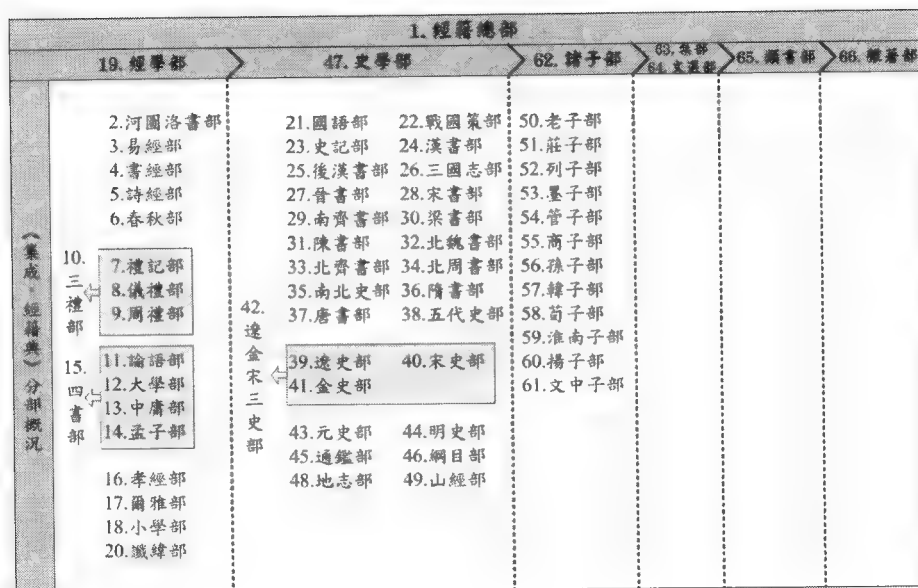 1. 經籍總部
19. 經學部
47. 史學部
62. 諸子部
63. 集部
64. 文選部
65. 類書部
66. 雜著部
《集成·經籍典》分部概況
2.河圖洛書部
3.易經部
4.書經部
5.詩經部
6.春秋部
10.三禮部
7.禮記部
8.儀禮部
9.周禮部
15.四書部
11.論語部
12.大學部
13.中庸部
14.孟子部
16.孝經部
17.爾雅部
18.小學部
20.讖緯部
21.國語部 22.戰國策部
23.史記部 24.漢書部
25.後漢書部 26.三國志部
27.晉書部 28.宋書部
29.南齊書部 30.梁書部
31.陳書部 32.北魏書部
33.北齊書部 34.北周書部
35.南北史部 36.隋書部
37.唐書部 38.五代史部
42.遼金宋三史部
39.遼史部 40.宋史部
41.金史部
43.元史部 44.明史部
45.通鑑部 46.綱目部
48.地志部 49.山經部
50.老子部
51.莊子部
52.列子部
53.墨子部
54.管子部
55.商子部
56.孫子部
57.韓子部
58.荀子部
59.淮南子部
60.揚子部
61.文中子部